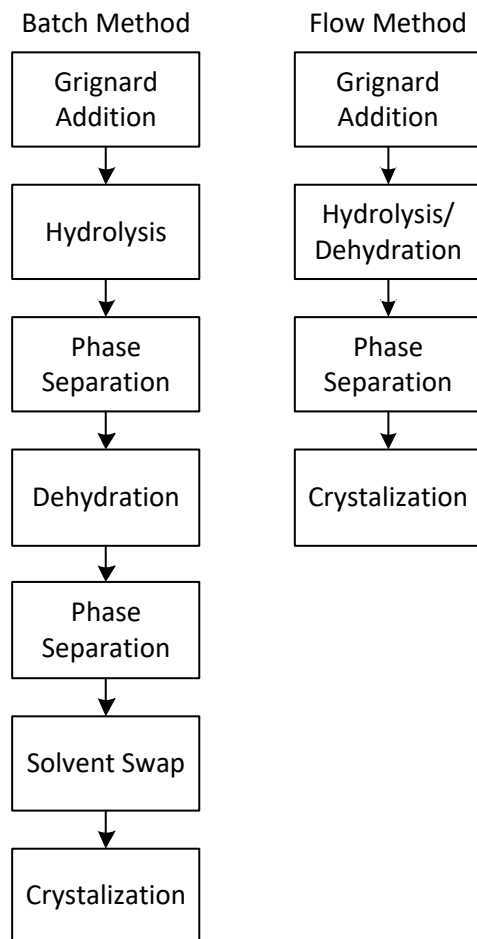 Batch Method
Grignard
Addition
Hydrolysis
Phase
Separation
Dehydration
Phase
Separation
Solvent Swap
Crystalization
Flow Method
Grignard
Addition
Hydrolysis/
Dehydration
Phase
Separation
Crystalization